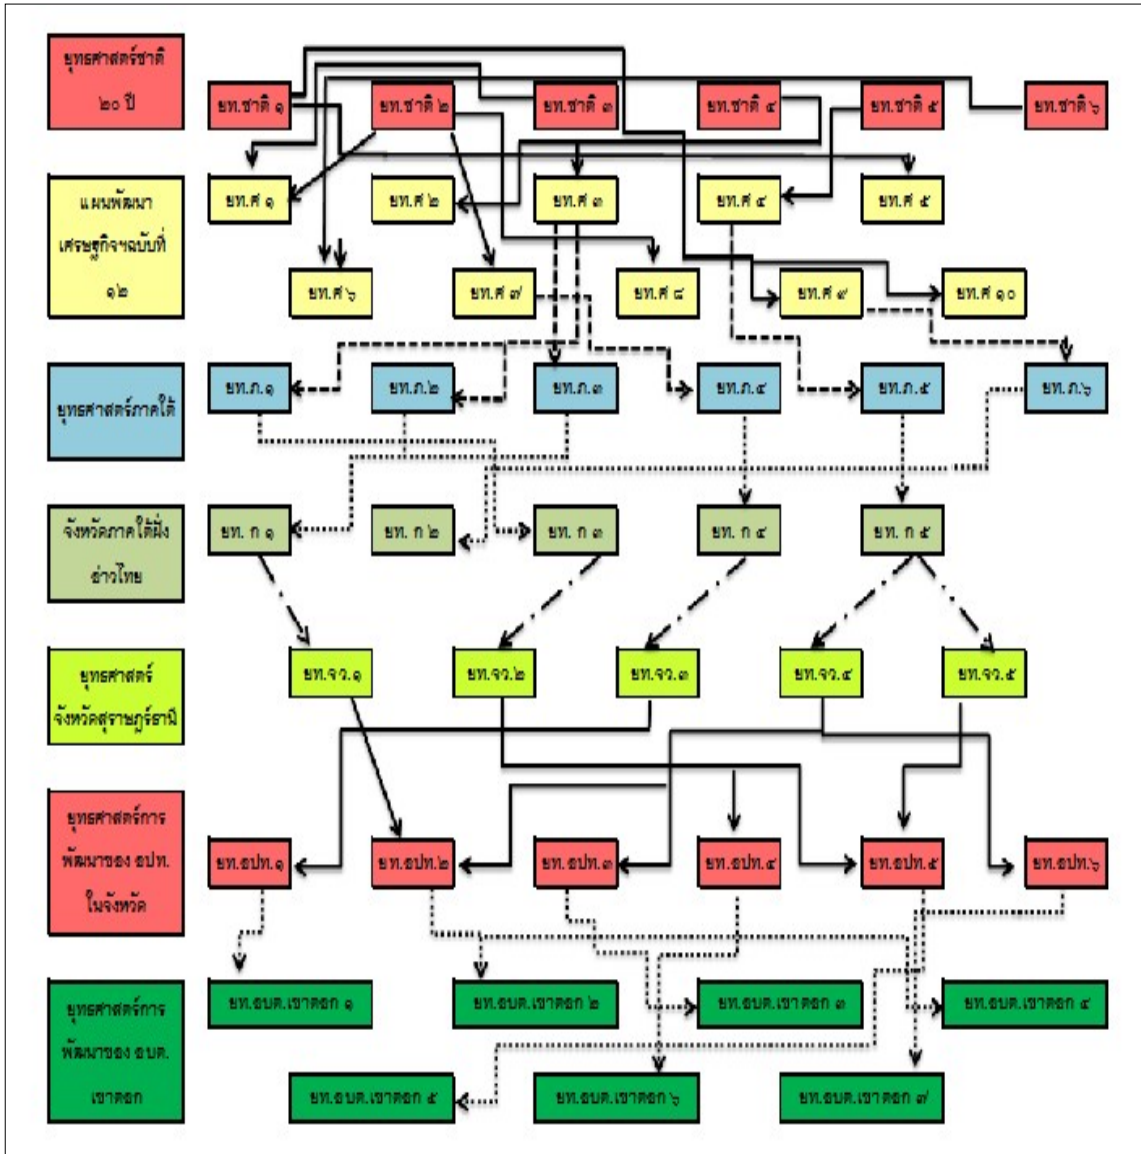 ยุทธศาสตร์ชาติ
๒๐ ปี
ยท.ชาติ ๑
ยท.ชาติ ๒
ยท.ชาติ ๓
ยท.ชาติ ๔
ยท.ชาติ ๕
ยท.ชาติ ๖
แผนพัฒนา
เศรษฐกิจฯฉบับที่
๑๒
ยท.ศ ๑
ยท.ศ ๒
ยท.ศ ๓
ยท.ศ ๔
ยท.ศ ๕
ยท.ศ ๖
ยท.ศ ๗
ยท.ศ ๘
ยท.ศ ๙
ยท.ศ ๑๐
ยุทธศาสตร์ภาคใต้
ยท.ภ.๑
ยท.ภ.๒
ยท.ภ.๓
ยท.ภ.๔
ยท.ภ.๕
ยท.ภ.๖
จังหวัดภาคใต้ฝั่ง
อ่าวไทย
ยท. ก ๑
ยท. ก ๒
ยท. ก ๓
ยท. ก ๔
ยท. ก ๕
ยุทธศาสตร์
จังหวัดสุราษฎร์ธานี
ยท.จว.๑
ยท.จว.๒
ยท.จว.๓
ยท.จว.๔
ยท.จว.๕
ยุทธศาสตร์การ
พัฒนาของ อปท.
ในจังหวัด
ยท.อปท.๑
ยท.อปท.๒
ยท.อปท.๓
ยท.อปท.๔
ยท.อปท.๕
ยท.อปท.๖
ยุทธศาสตร์การ
พัฒนาของ อบต.
เขาตอก
ยท.อบต.เขาตอก ๑
ยท.อบต.เขาตอก ๒
ยท.อบต.เขาตอก ๓
ยท.อบต.เขาตอก ๔
ยท.อบต.เขาตอก ๕
ยท.อบต.เขาตอก ๖
ยท.อบต.เขาตอก ๗